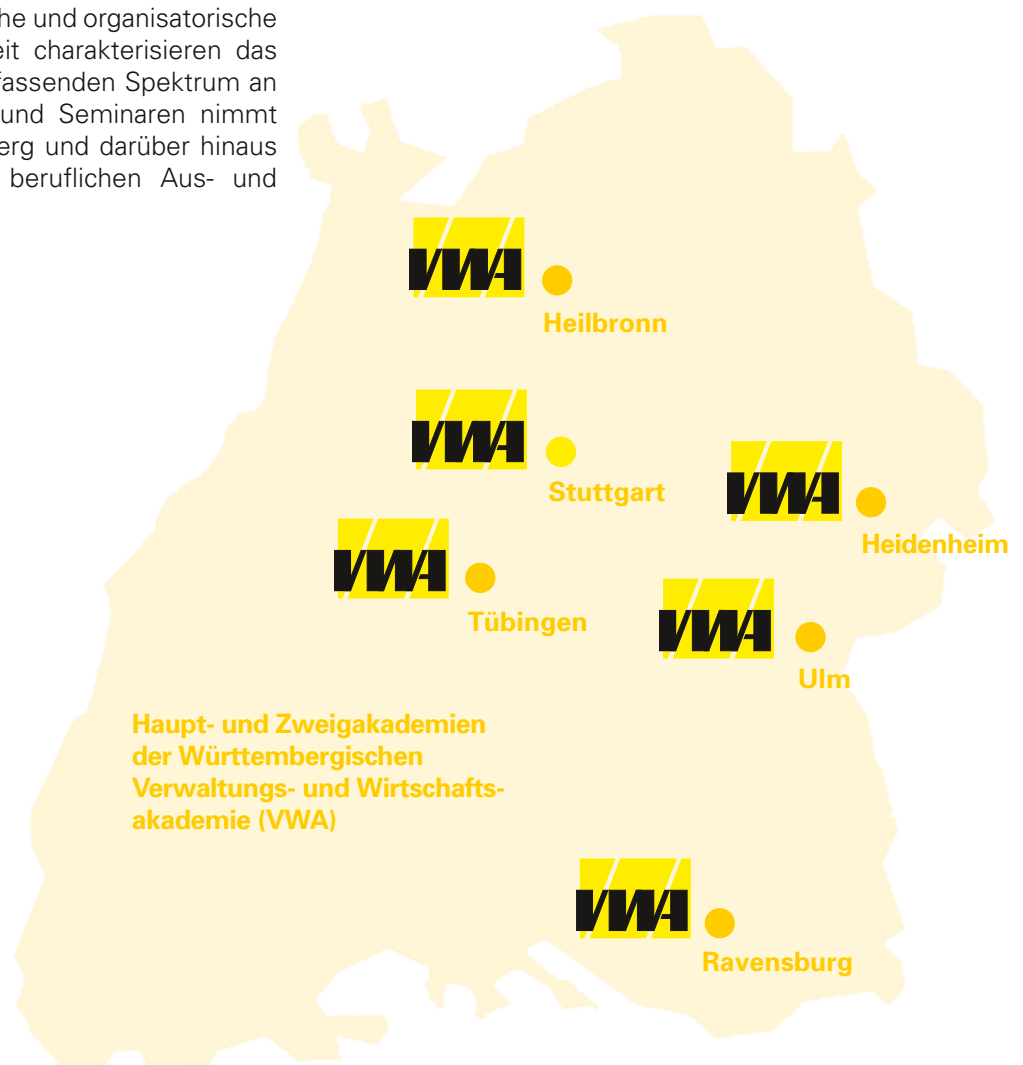 he und organisatorische
eit charakterisieren das
fassenden Spektrum an
und Seminaren nimmt
erg und darüber hinaus
beruflichen Aus- und
VWA
Heilbronn
VWA
Stuttgart
VWA
Heidenheim
VWA
Tübingen
VWA
Ulm
Haupt- und Zweigakademien
der Württembergischen
Verwaltungs- und Wirtschafts-
akademie (VWA)
VWA
Ravensburg